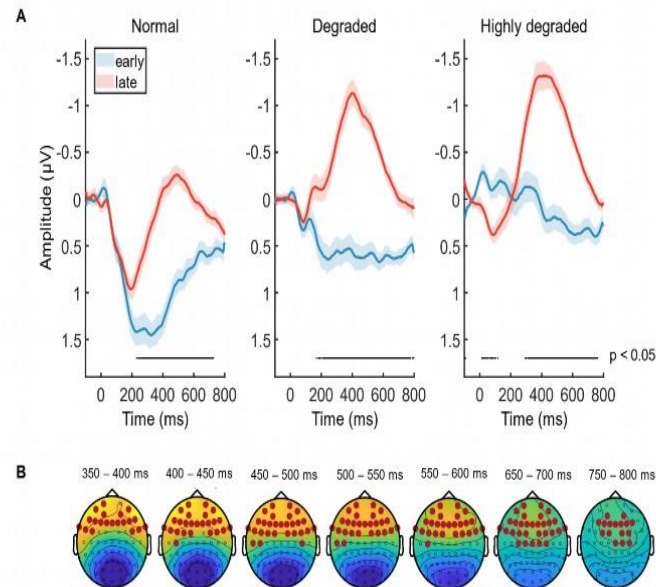 A
Normal
Degraded
Highly degraded
early
late
-1.5
-1
-0.5
0
0.5
1
1.5
Amplitude (µV)
-1.5
-1
-0.5
0
0.5
1
1.5
-1.5
-1
-0.5
0
0.5
1
1.5
p < 0.05
0 200 400 600 800
0 200 400 600 800
0 200 400 600 800
Time (ms)
Time (ms)
Time (ms)
B
350 – 400 ms
400 – 450 ms
450 – 500 ms
500 – 550 ms
550 – 600 ms
650 – 700 ms
750 – 800 ms